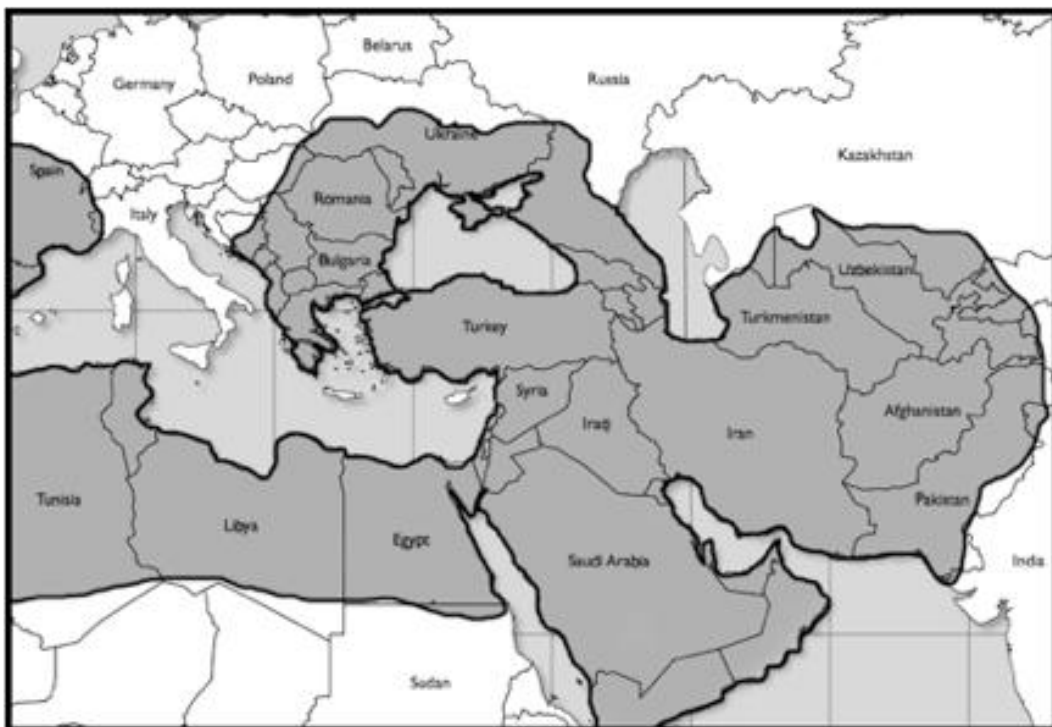 Belarus
Germany
Poland
Russia
Ukraine
Kazakhstan
Spain
Romania
Italy
Bulgaria
Uzbekistan
Turkey
Turkmenistan
Syria
Afghanistan
Iraq
Iran
Tunisia
Pakistan
Libya
Egypt
Saudi Arabia
India
Sudan